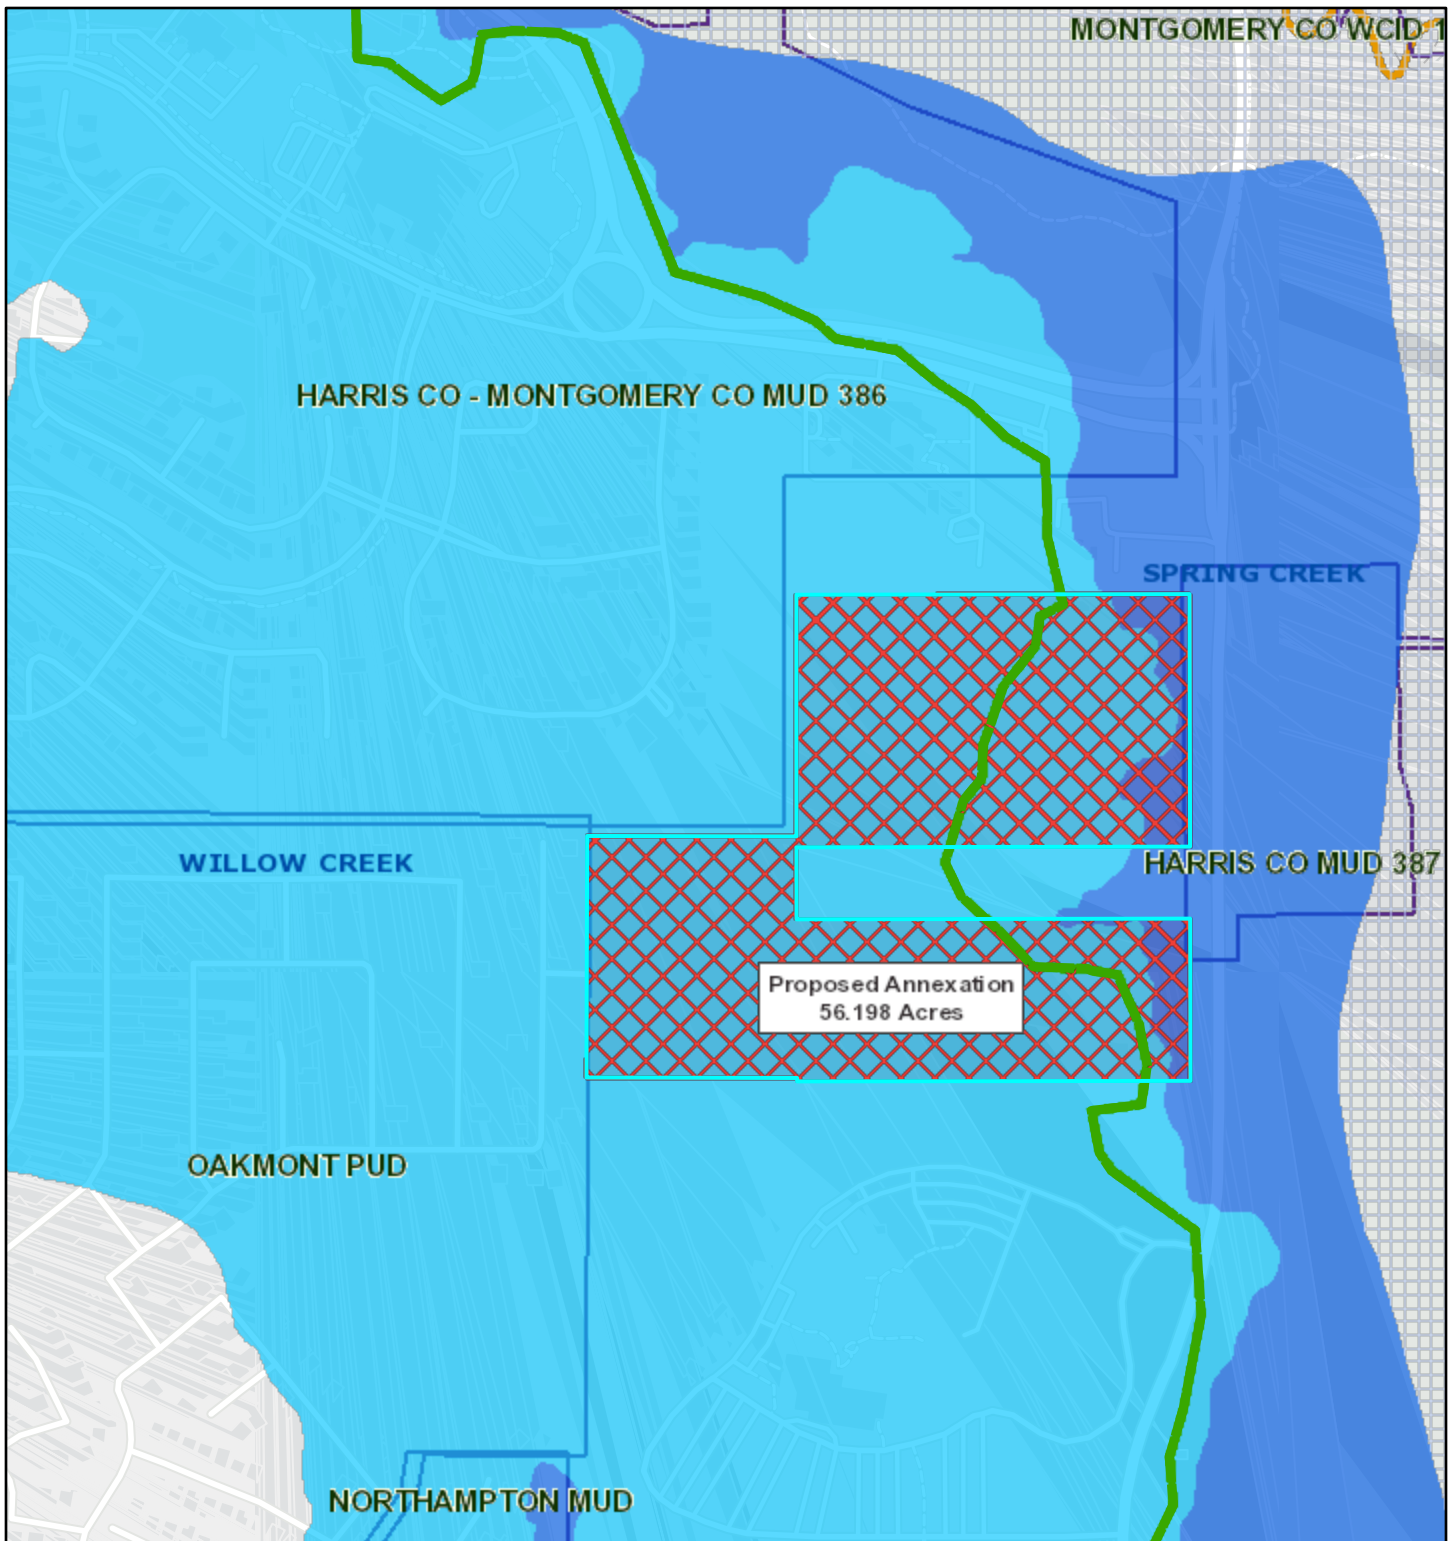 MONTGOMERY CO WCID 1
HARRIS CO - MONTGOMERY CO MUD 386
SPRING CREEK
WILLOW CREEK
HARRIS CO MUD 387
Proposed Annexation
56.198 Acres
OAKMONT PUD
NORTHAMPTON MUD